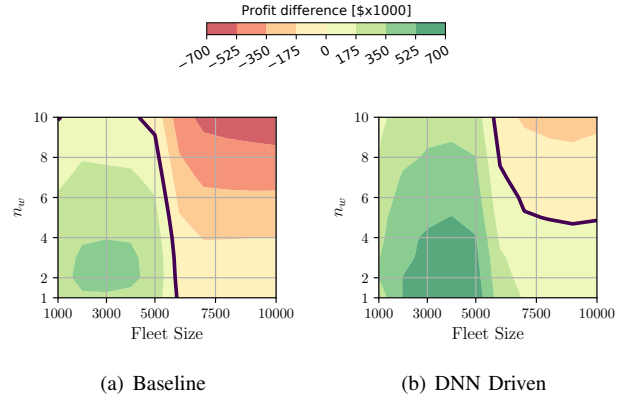 Profit difference [$x1000]
−700 −525 −350 −175 0 175 350 525 700
10
8
6
4
2
1
n_w
1000 3000 5000 7500 10000
Fleet Size
(a) Baseline
10
8
6
4
2
1
n_w
1000 3000 5000 7500 10000
Fleet Size
(b) DNN Driven